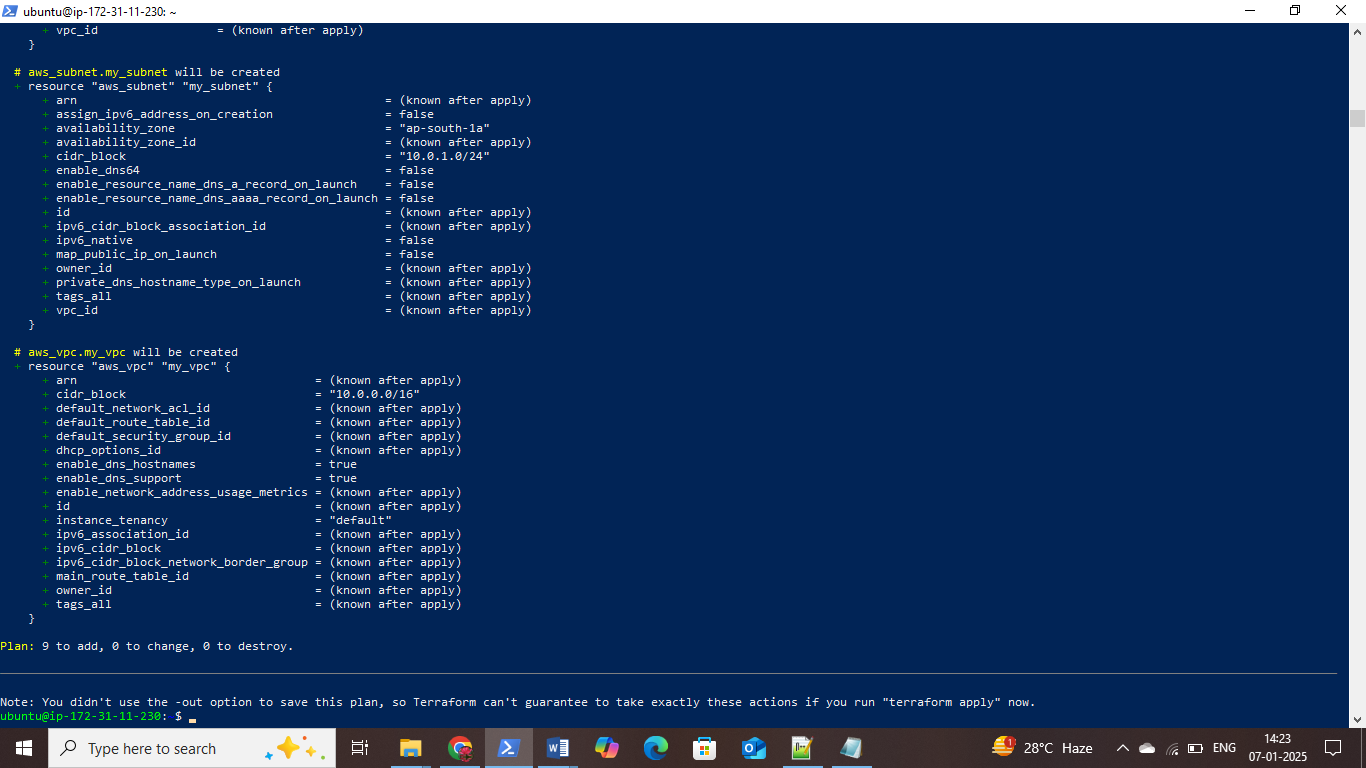 ubuntu@ip-172-31-11-230: ~
+ vpc_id = (known after apply)
}
# aws_subnet.my_subnet will be created
+ resource "aws_subnet" "my_subnet" {
+ arn = (known after apply)
+ assign_ipv6_address_on_creation = false
+ availability_zone = "ap-south-1a"
+ availability_zone_id = (known after apply)
+ cidr_block = "10.0.1.0/24"
+ enable_dns64 = false
+ enable_resource_name_dns_a_record_on_launch = false
+ enable_resource_name_dns_aaaa_record_on_launch = false
+ id = (known after apply)
+ ipv6_cidr_block_association_id = (known after apply)
+ ipv6_native = false
+ map_public_ip_on_launch = false
+ owner_id = (known after apply)
+ private_dns_hostname_type_on_launch = (known after apply)
+ tags_all = (known after apply)
+ vpc_id = (known after apply)
}
# aws_vpc.my_vpc will be created
+ resource "aws_vpc" "my_vpc" {
+ arn = (known after apply)
+ cidr_block = "10.0.0.0/16"
+ default_network_acl_id = (known after apply)
+ default_route_table_id = (known after apply)
+ default_security_group_id = (known after apply)
+ dhcp_options_id = (known after apply)
+ enable_dns_hostnames = true
+ enable_dns_support = true
+ enable_network_address_usage_metrics = (known after apply)
+ id = (known after apply)
+ instance_tenancy = "default"
+ ipv6_association_id = (known after apply)
+ ipv6_cidr_block = (known after apply)
+ ipv6_cidr_block_network_border_group = (known after apply)
+ main_route_table_id = (known after apply)
+ owner_id = (known after apply)
+ tags_all = (known after apply)
}
Plan: 9 to add, 0 to change, 0 to destroy.
Note: You didn't use the -out option to save this plan, so Terraform can't guarantee to take exactly these actions if you run "terraform apply" now.
ubuntu@ip-172-31-11-230: $
Type here to search
1
28°C Haze
ENG
14:23
07-01-2025